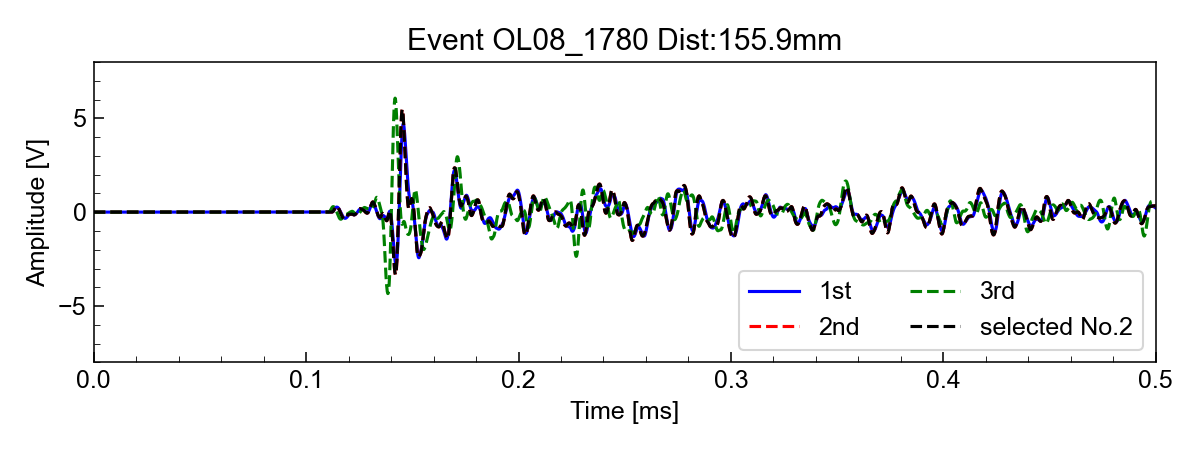 Event OL08_1780 Dist:155.9mm
Amplitude [V]
5
0
−5
1st
2nd
3rd
selected No.2
0.0 0.1 0.2 0.3 0.4 0.5
Time [ms]